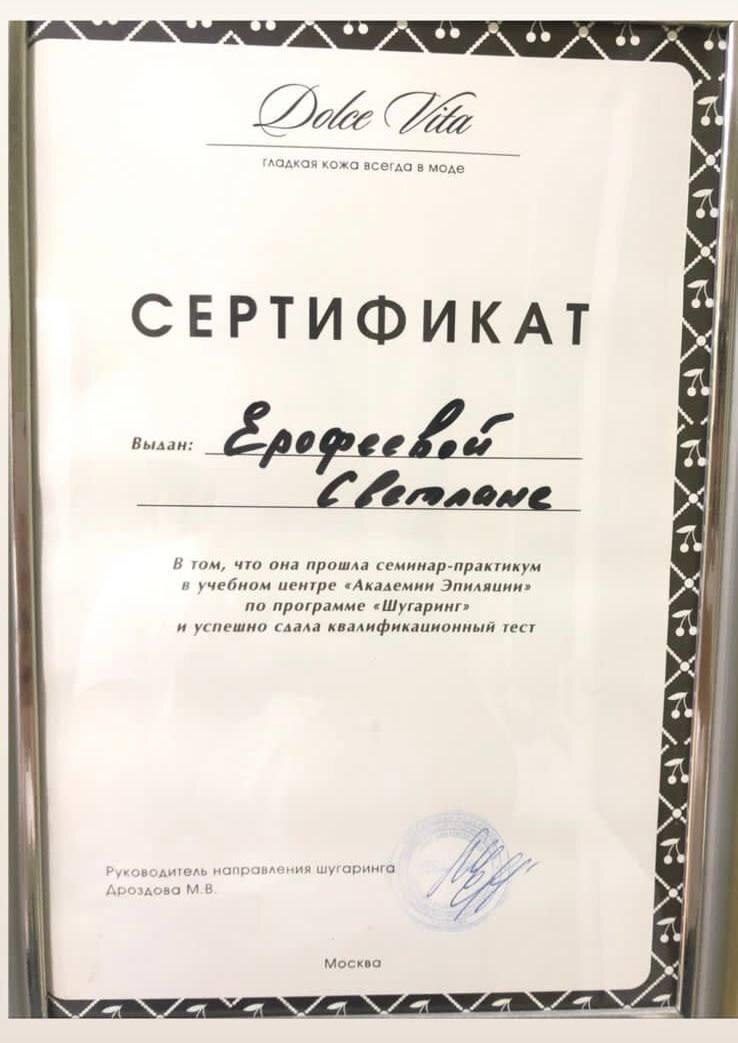 Dolce Vita
гладкая кожа всегда в моде
СЕРТИФИКАТ
Выдан: Ерофеевой
Светлане
В том, что она прошла семинар-практикум
в учебном центре «Академии Эпиляции»
по программе «Шугаринг»
и успешно сдала квалификационный тест
Руководитель направления шугаринга
Дроздова М.В.
Москва